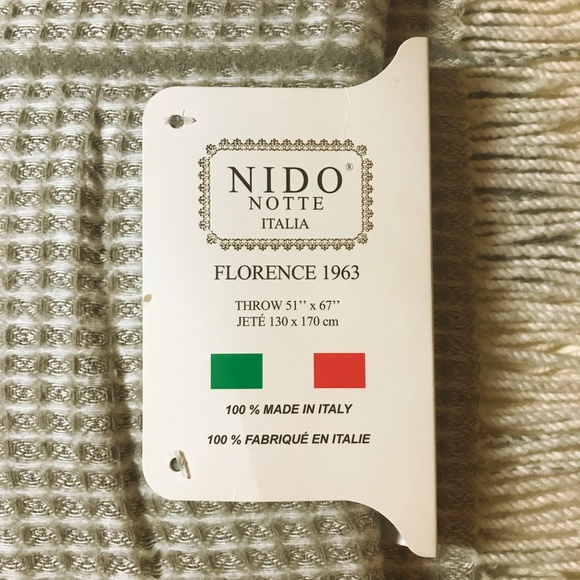 NIDO®
NOTTE
ITALIA
FLORENCE 1963
THROW 51’’ x 67’’
JETÉ 130 x 170 cm
100 % MADE IN ITALY
100 % FABRIQUÉ EN ITALIE